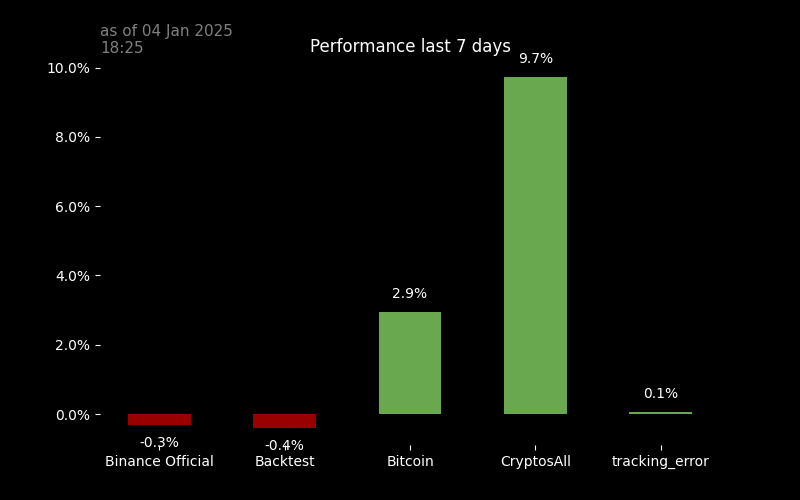 as of 04 Jan 2025
18:25
Performance last 7 days
10.0%
8.0%
6.0%
4.0%
2.0%
0.0%
-0.3%
-0.4%
2.9%
9.7%
0.1%
Binance Official
Backtest
Bitcoin
CryptosAll
tracking_error